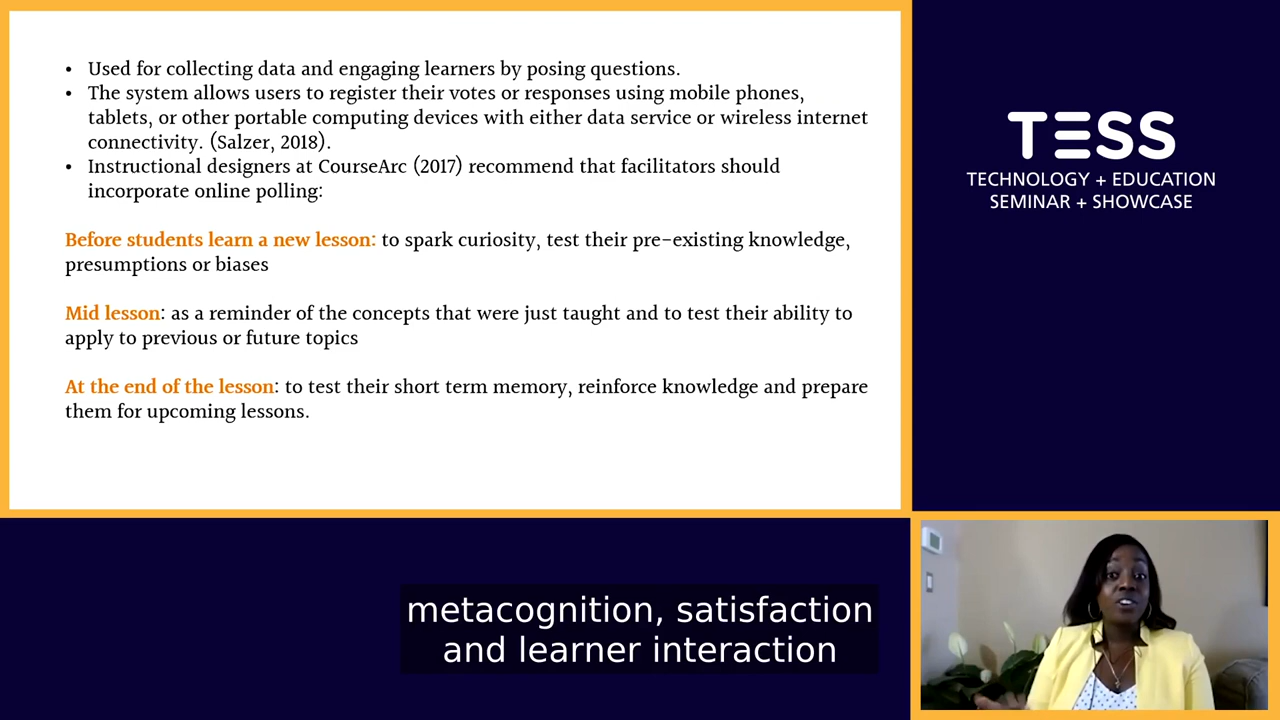 • Used for collecting data and engaging learners by posing questions.
• The system allows users to register their votes or responses using mobile phones,
tablets, or other portable computing devices with either data service or wireless internet
connectivity. (Salzer, 2018).
• Instructional designers at CourseArc (2017) recommend that facilitators should
incorporate online polling:
Before students learn a new lesson: to spark curiosity, test their pre-existing knowledge,
presumptions or biases
Mid lesson: as a reminder of the concepts that were just taught and to test their ability to
apply to previous or future topics
At the end of the lesson: to test their short term memory, reinforce knowledge and prepare
them for upcoming lessons.
TESS
TECHNOLOGY + EDUCATION
SEMINAR + SHOWCASE
metacognition, satisfaction
and learner interaction